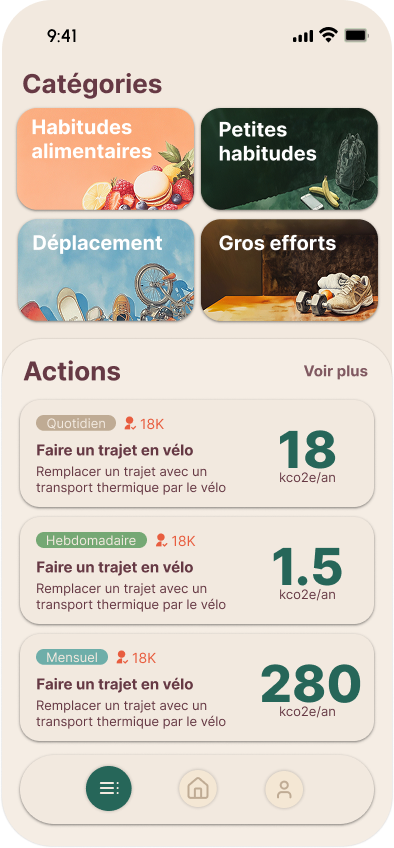 9:41
Catégories
Habitudes
alimentaires
Petites
habitudes
Déplacement
Gros efforts
Actions
Voir plus
Quotidien
18K
Faire un trajet en vélo
Remplacer un trajet avec un
transport thermique par le vélo
18
kco2e/an
Hebdomadaire
18K
Faire un trajet en vélo
Remplacer un trajet avec un
transport thermique par le vélo
1.5
kco2e/an
Mensuel
18K
Faire un trajet en vélo
Remplacer un trajet avec un
transport thermique par le vélo
280
kco2e/an